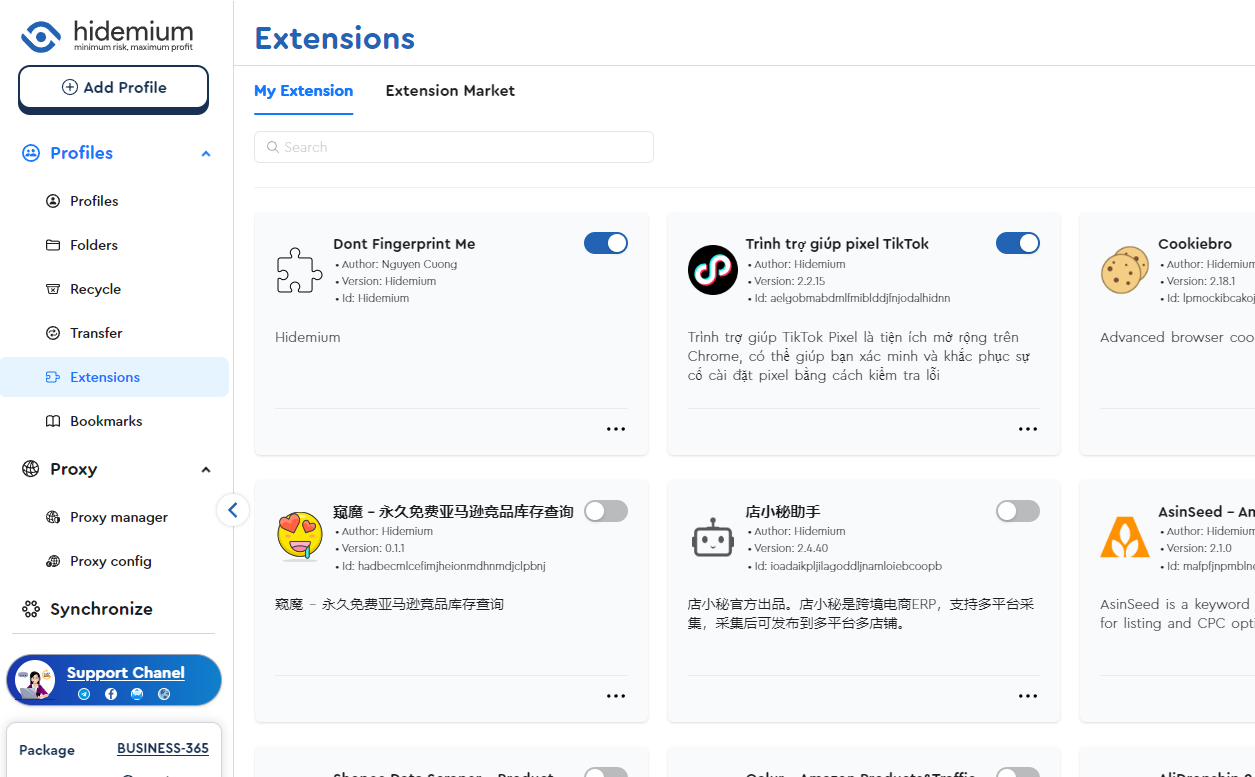 hidemium
minimum risk, maximum profit
Add Profile
Profiles
Profiles
Folders
Recycle
Transfer
Extensions
Bookmarks
Proxy
Proxy manager
Proxy config
Synchronize
Support Chanel
Package
BUSINESS-365
Extensions
My Extension
Extension Market
Search
Dont Fingerprint Me
• Author: Nguyen Cuong
• Version: Hidemium
• Id: Hidemium
Hidemium
Trình trợ giúp pixel TikTok
• Author: Hidemium
• Version: 2.2.15
• Id: aelgobmabdmlfmiblddjfnjodalhidnn
Trình trợ giúp TikTok Pixel là tiện ích mở rộng trên
Chrome, có thể giúp bạn xác minh và khắc phục sự
cố cài đặt pixel bằng cách kiểm tra lỗi
Cookiebro
• Author: Hidemium
• Version: 2.18.1
• Id: lpmockibcakoj
Advanced browser coo
窥魔 - 永久免费亚马逊竞品库存查询
• Author: Hidemium
• Version: 0.1.1
• Id: hadbecmlcefimjheionmdhnmdjclpbnj
窥魔 - 永久免费亚马逊竞品库存查询
店小秘助手
• Author: Hidemium
• Version: 2.4.40
• Id: ioadaikpljilagoddljnamloiebcoopb
店小秘官方出品。店小秘是跨境电商ERP，支持多平台采
集，采集后可发布到多平台多店铺。
AsinSeed - Am
• Author: Hidemium
• Version: 2.1.0
• Id: mafpfjnpmblne
AsinSeed is a keyword
for listing and CPC opti